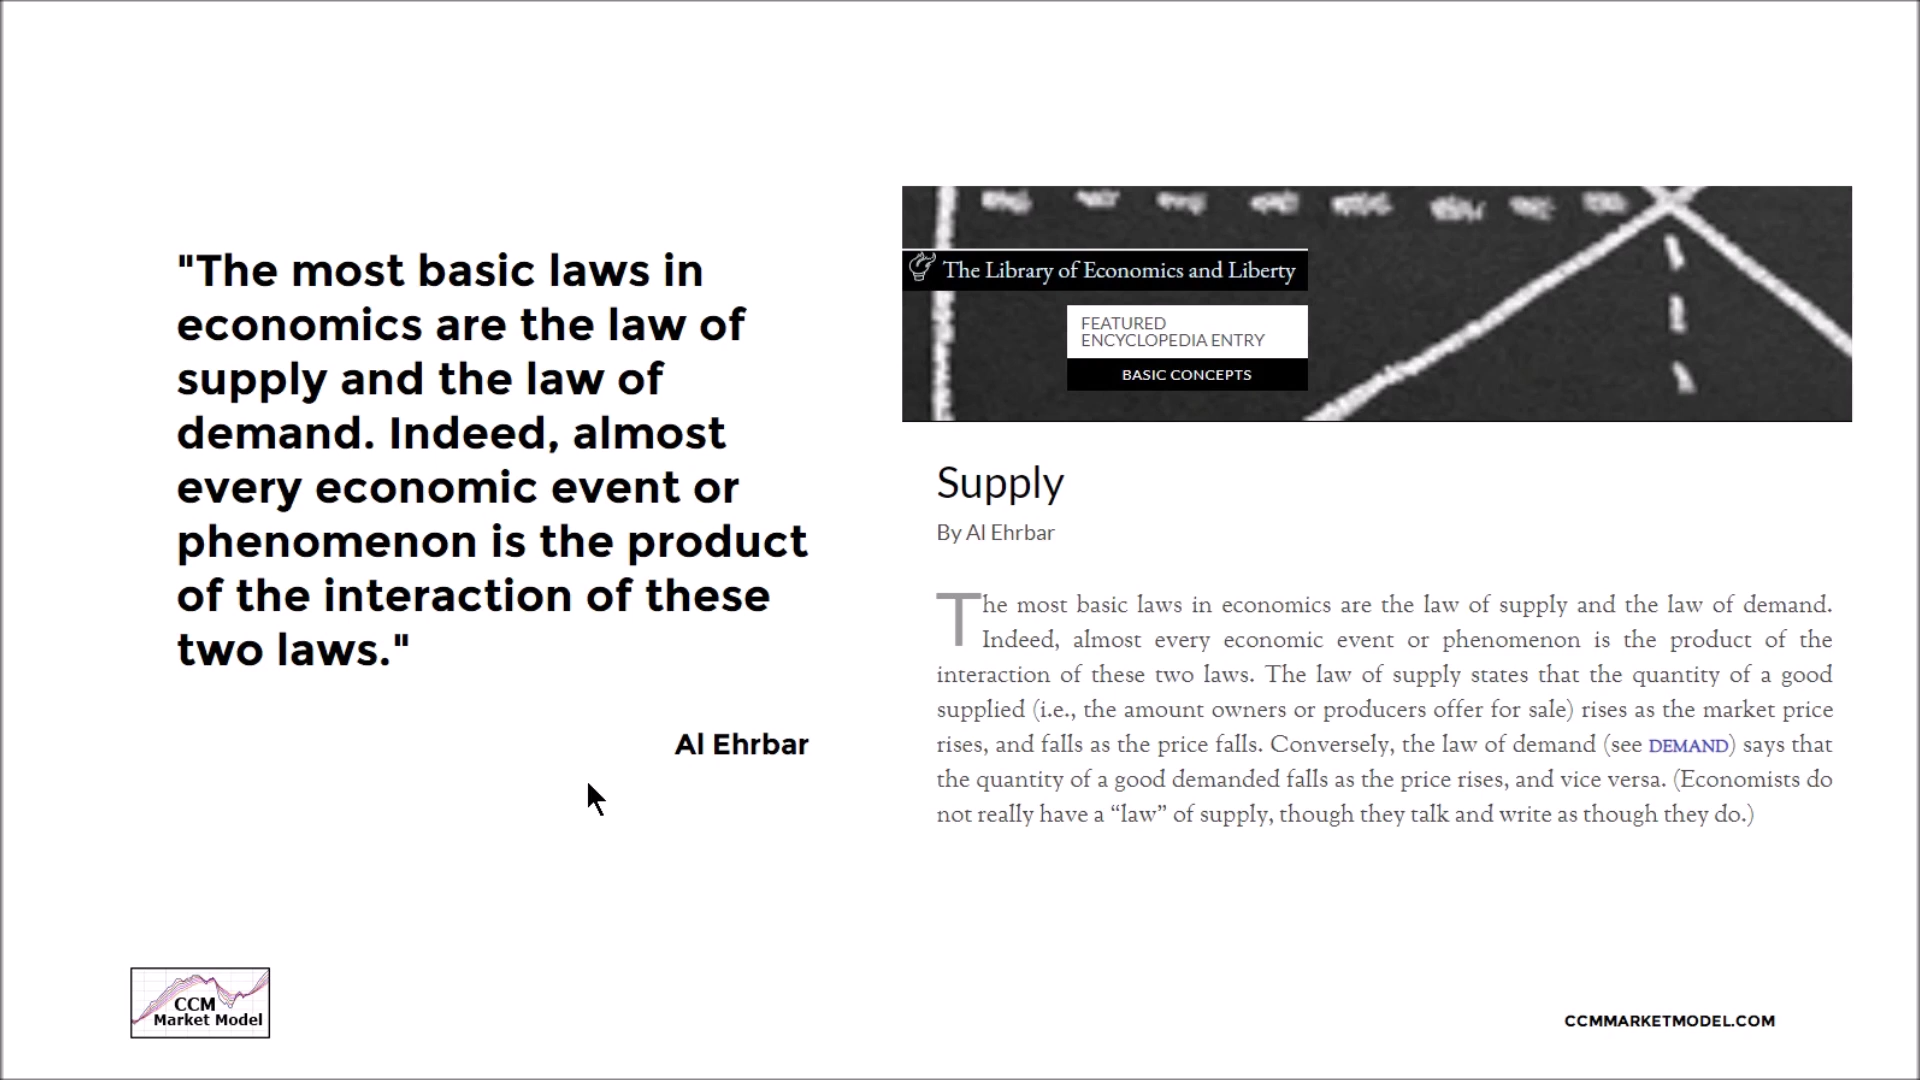 "The most basic laws in
economics are the law of
supply and the law of
demand. Indeed, almost
every economic event or
phenomenon is the product
of the interaction of these
two laws."
Al Ehrbar
The Library of Economics and Liberty
FEATURED
ENCYCLOPEDIA ENTRY
BASIC CONCEPTS
Supply
By Al Ehrbar
The most basic laws in economics are the law of supply and the law of demand.
Indeed, almost every economic event or phenomenon is the product of the
interaction of these two laws. The law of supply states that the quantity of a good
supplied (i.e., the amount owners or producers offer for sale) rises as the market price
rises, and falls as the price falls. Conversely, the law of demand (see DEMAND) says that
the quantity of a good demanded falls as the price rises, and vice versa. (Economists do
not really have a “law” of supply, though they talk and write as though they do.)
CCM
Market Model
CCMMARKETMODEL.COM